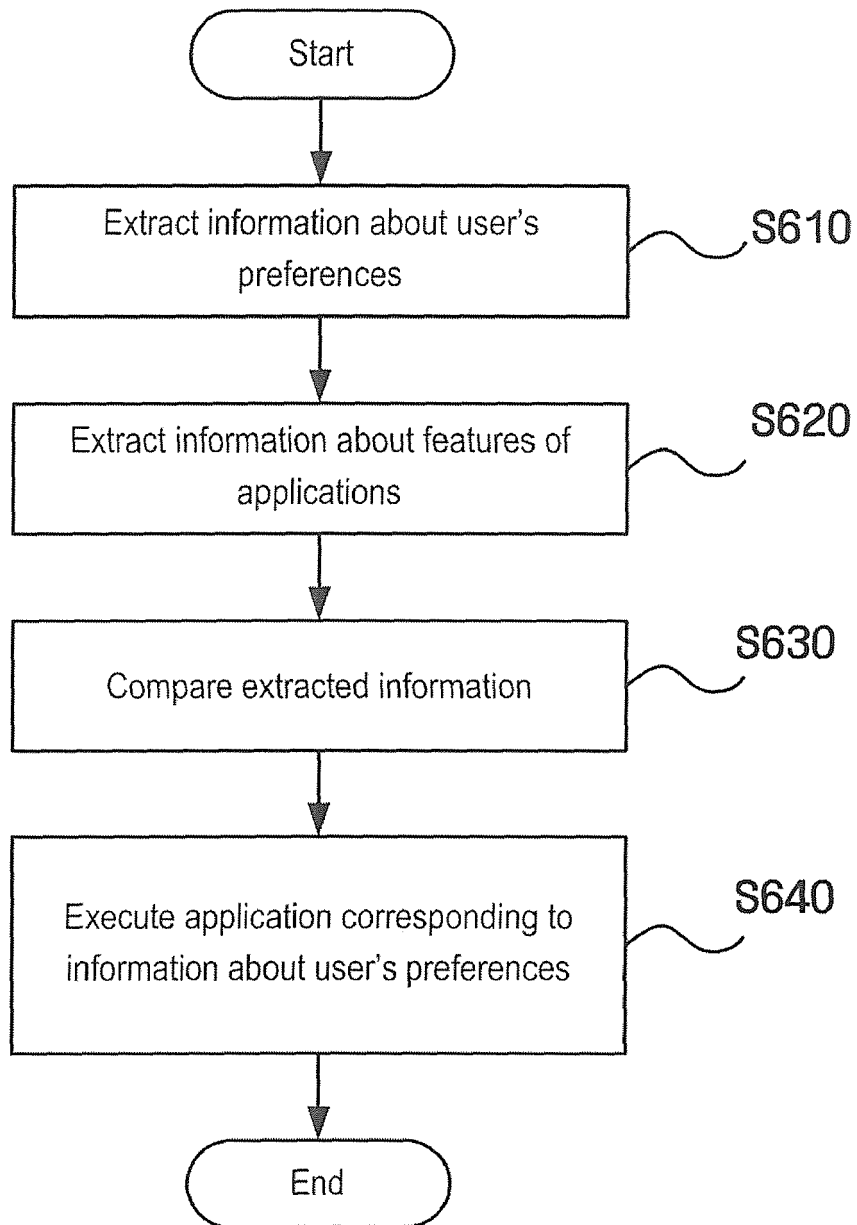 Start
Extract information about user's
preferences
S610
Extract information about features of
applications
S620
Compare extracted information
S630
Execute application corresponding to
information about user's preferences
S640
End